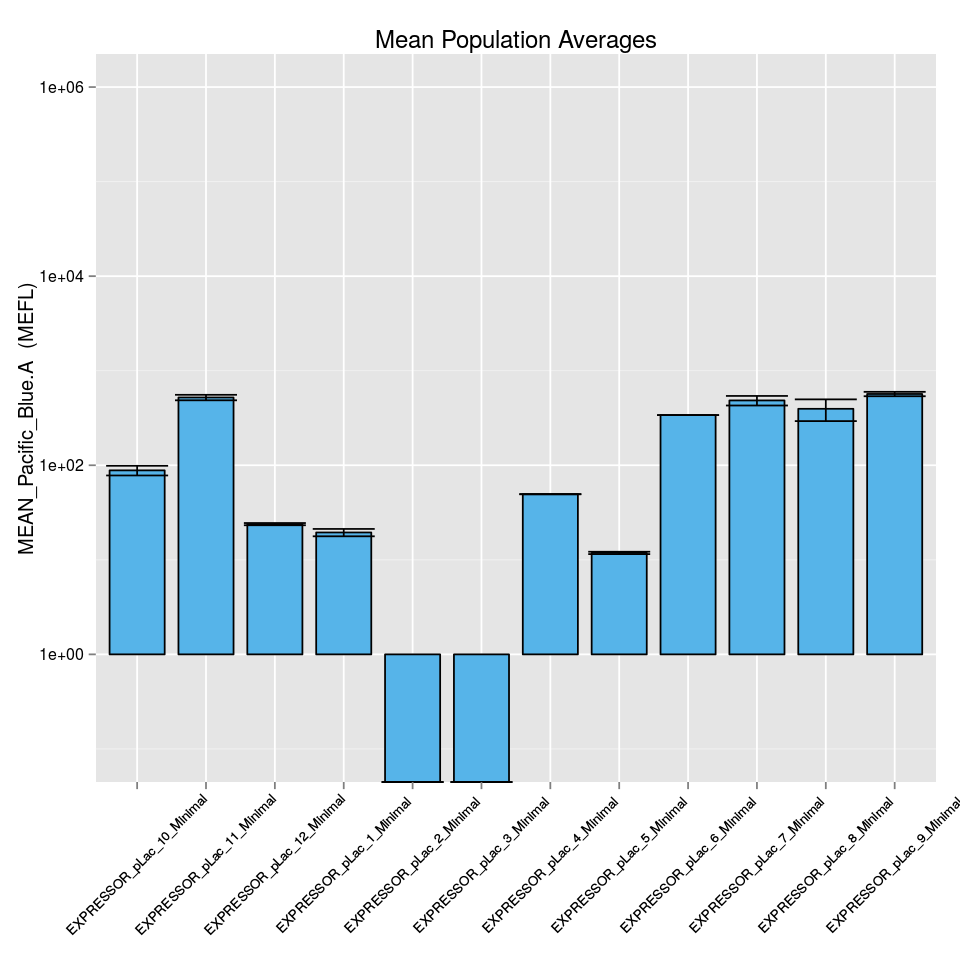 Mean Population Averages
MEAN_Pacific_Blue.A (MEFL)
1e+06
1e+04
1e+02
1e+00
EXPRESSOR_pLac_10_Minimal
EXPRESSOR_pLac_11_Minimal
EXPRESSOR_pLac_12_Minimal
EXPRESSOR_pLac_1_Minimal
EXPRESSOR_pLac_2_Minimal
EXPRESSOR_pLac_3_Minimal
EXPRESSOR_pLac_4_Minimal
EXPRESSOR_pLac_5_Minimal
EXPRESSOR_pLac_6_Minimal
EXPRESSOR_pLac_7_Minimal
EXPRESSOR_pLac_8_Minimal
EXPRESSOR_pLac_9_Minimal